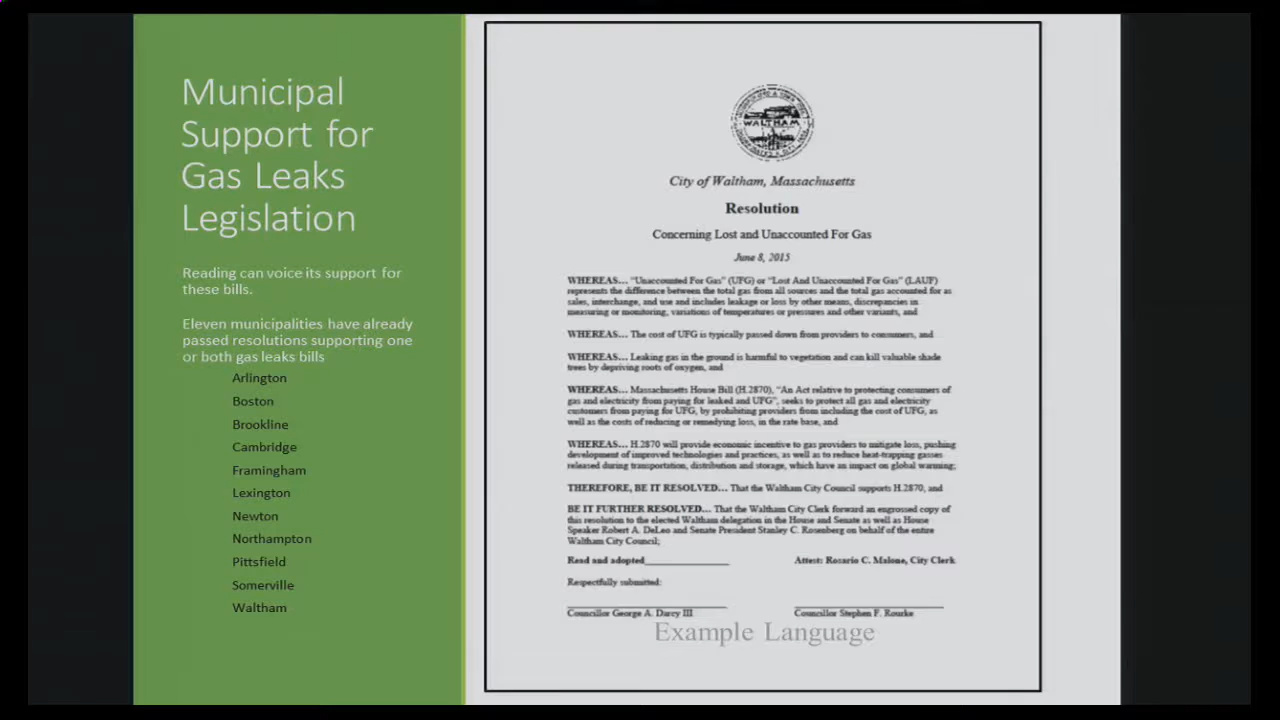 Municipal
Support for
Gas Leaks
Legislation
Reading can voice its support for
these bills.
Eleven municipalities have already
passed resolutions supporting one
or both gas leaks bills
Arlington
Boston
Brookline
Cambridge
Framingham
Lexington
Newton
Northampton
Pittsfield
Somerville
Waltham
WALTHAM
City of Waltham, Massachusetts
Resolution
Concerning Lost and Unaccounted For Gas
June 8, 2015
WHEREAS... "Unaccounted For Gas" (UFG) or "Lost And Unaccounted For Gas" (LAUF)
represents the difference between the total gas from all sources and the total gas accounted for as
sales, interchange, and use and includes leakage or loss by other means, discrepancies in
measuring or monitoring, variations of temperatures or pressures and other variants, and
WHEREAS... The cost of UFG is typically passed down from providers to consumers, and
WHEREAS... Leaking gas in the ground is harmful to vegetation and can kill valuable shade
trees by depriving roots of oxygen, and
WHEREAS... Massachusetts House Bill (H.2870), "An Act relative to protecting consumers of
gas and electricity from paying for leaked and UFG", seeks to protect all gas and electricity
customers from paying for UFG, by prohibiting providers from including the cost of UFG, as
well as the costs of reducing or remedying loss, in the rate base, and
WHEREAS... H.2870 will provide economic incentive to gas providers to mitigate loss, pushing
development of improved technologies and practices, as well as to reduce heat-trapping gasses
released during transportation, distribution and storage, which have an impact on global warming;
THEREFORE, BE IT RESOLVED... That the Waltham City Council supports H.2870, and
BE IT FURTHER RESOLVED... That the Waltham City Clerk forward an engrossed copy of
this resolution to the elected Waltham delegation in the House and Senate as well as House
Speaker Robert A. DeLeo and Senate President Stanley C. Rosenberg on behalf of the entire
Waltham City Council;
Read and adopted_______________ Attest: Rosario C. Malone, City Clerk
Respectfully submitted:
Councillor George A. Darcy III Councillor Stephen F. Rourke
Example Language